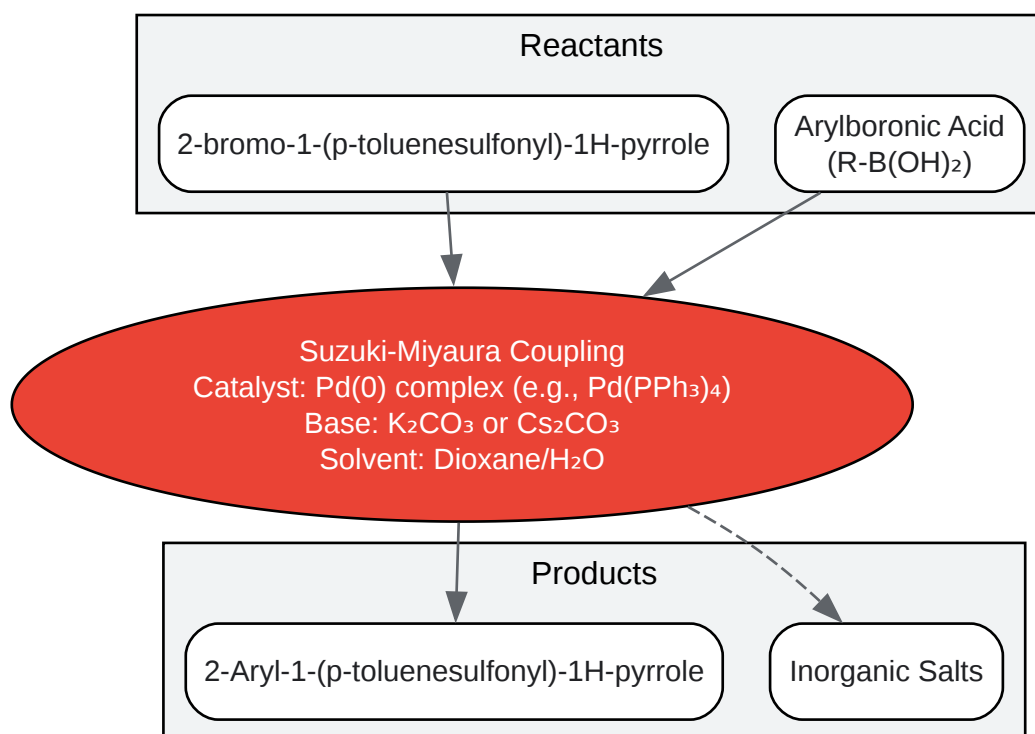 Reactants
2-bromo-1-(p-toluenesulfonyl)-1H-pyrrole
Arylboronic Acid
(R-B(OH)₂)
Suzuki-Miyaura Coupling
Catalyst: Pd(0) complex (e.g., Pd(PPh₃)₄)
Base: K₂CO₃ or Cs₂CO₃
Solvent: Dioxane/H₂O
Products
2-Aryl-1-(p-toluenesulfonyl)-1H-pyrrole
Inorganic Salts